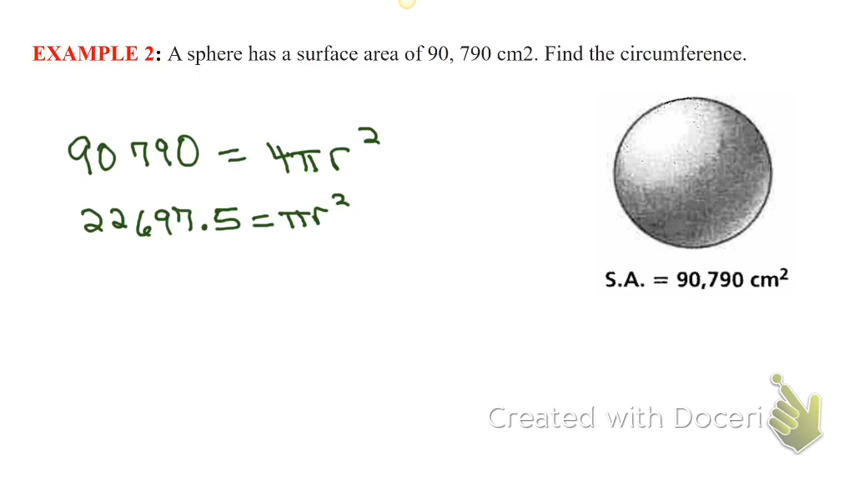 EXAMPLE 2: A sphere has a surface area of 90, 790 cm2. Find the circumference.
90 790 = 4πr²
22697.5 = πr²
S.A. = 90,790 cm²
Created with Doceri